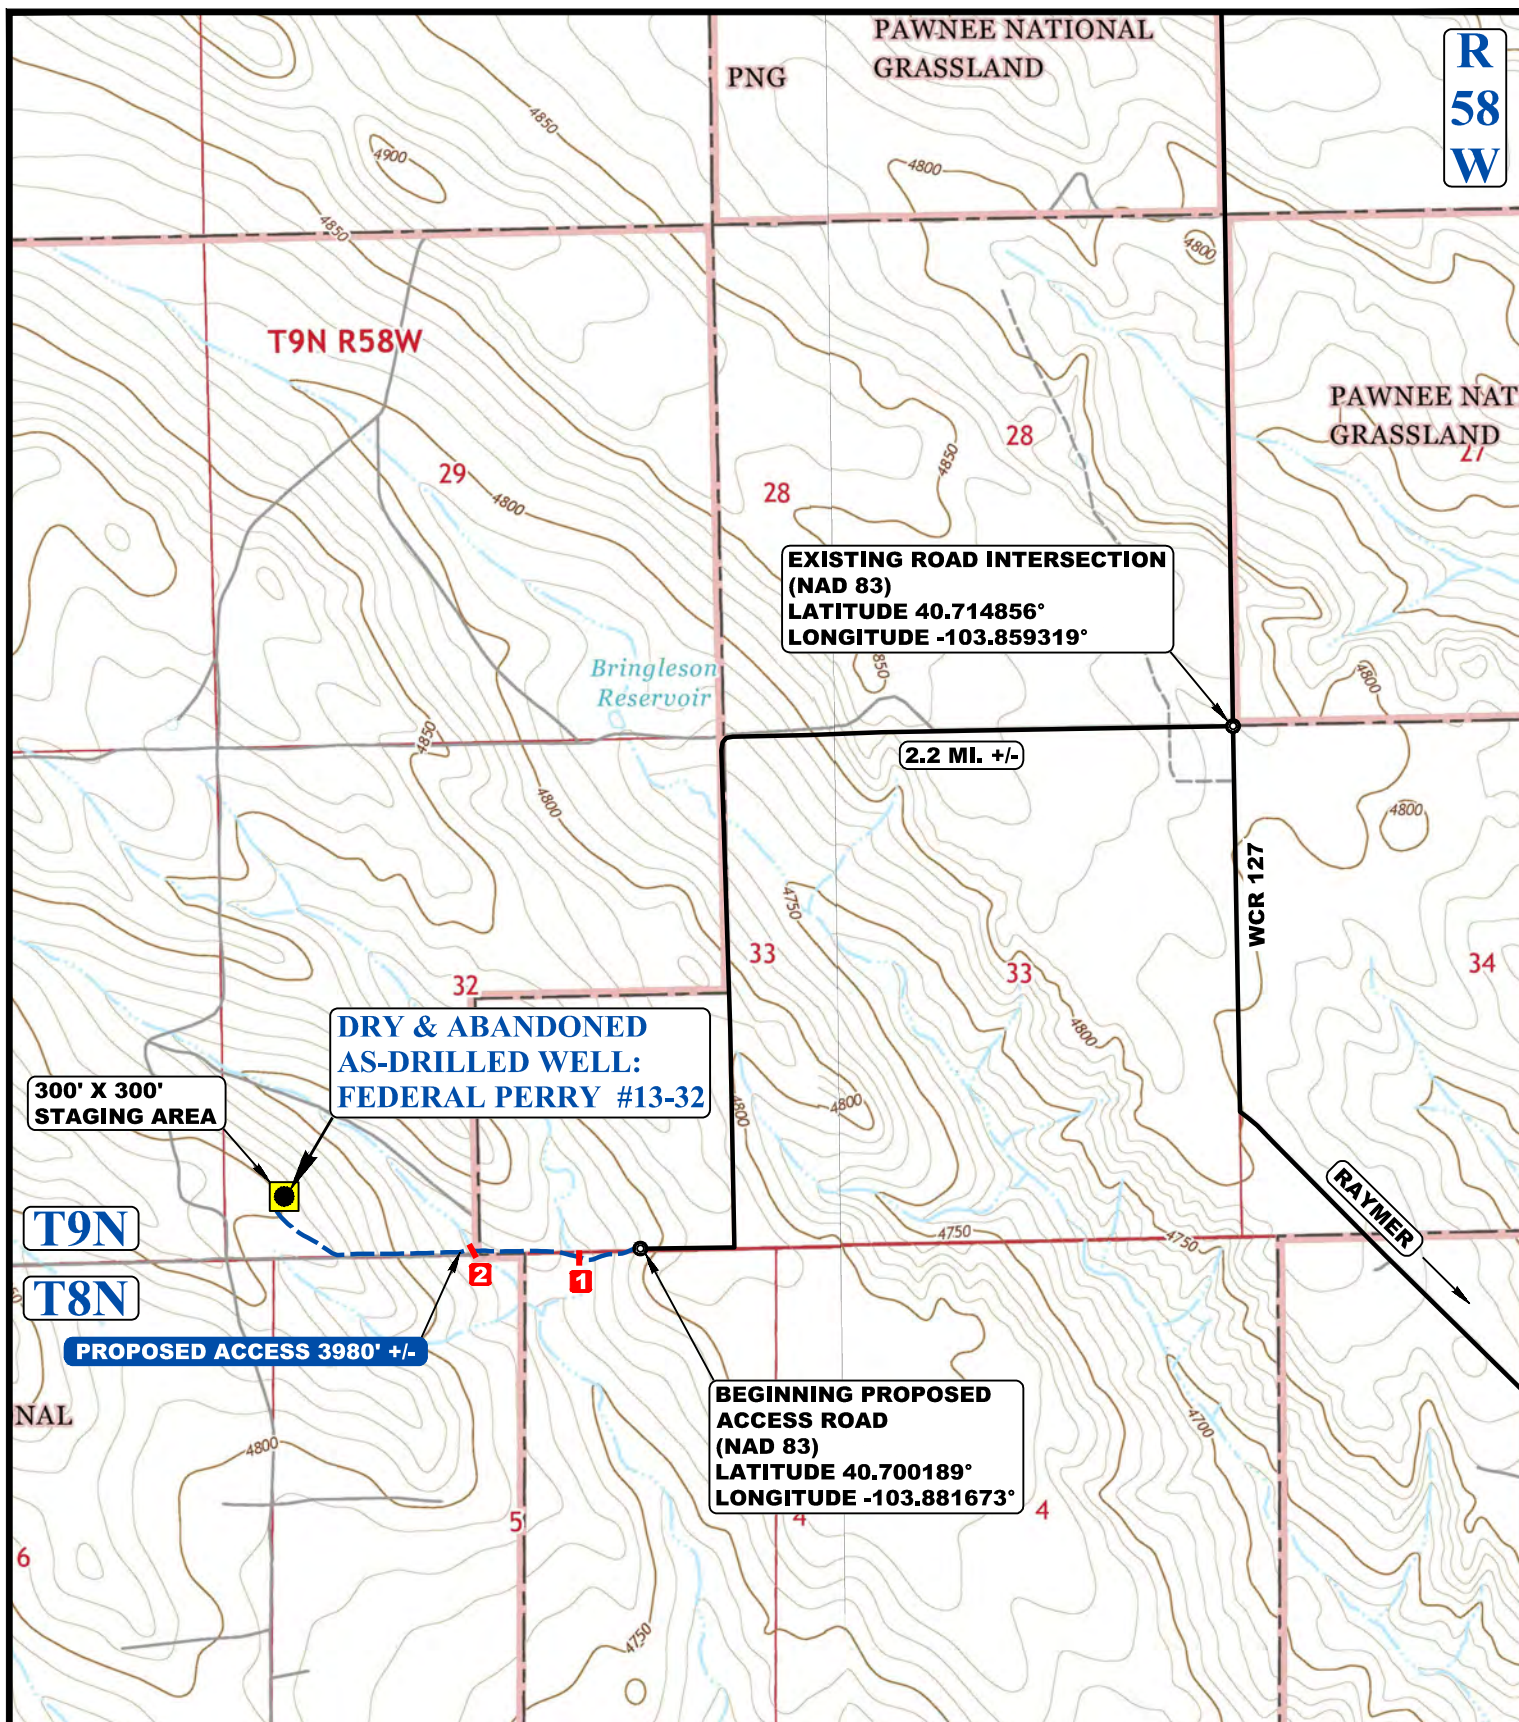 PAWNEE NATIONAL
GRASSLAND
PNG
R
58
W
4850
4900
4800
4850
4800
T9N R58W
PAWNEE NAT
GRASSLAND
27
28
29
28
4850
4800
EXISTING ROAD INTERSECTION
(NAD 83)
LATITUDE 40.714856°
LONGITUDE -103.859319°
Bringleson
Reservoir
850
4800
4850
2.2 MI. +/-
4800
4800
WCR 127
4750
33
33
34
32
DRY & ABANDONED
AS-DRILLED WELL:
FEDERAL PERRY #13-32
4800
300' X 300'
STAGING AREA
4800
4800
RAYMER
T9N
4750
4750
2
1
T8N
PROPOSED ACCESS 3980' +/-
BEGINNING PROPOSED
ACCESS ROAD
(NAD 83)
LATITUDE 40.700189°
LONGITUDE -103.881673°
NAL
4700
4800
5
4
4
6
4750